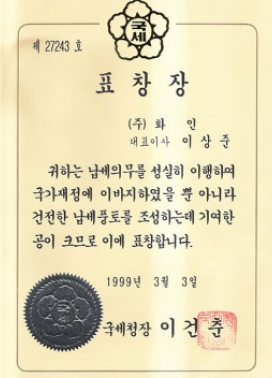 국세
제 27243 호
표창장
(주) 화 인
대표이사 이상준
귀하는 납세의무를 성실히 이행하여
국가재정에 이바지하였을 뿐 아니라
건전한 납세풍토를 조성하는데 기여한
공이 크므로 이에 표창합니다.
1999년 3월 3일
국세청장 이건춘